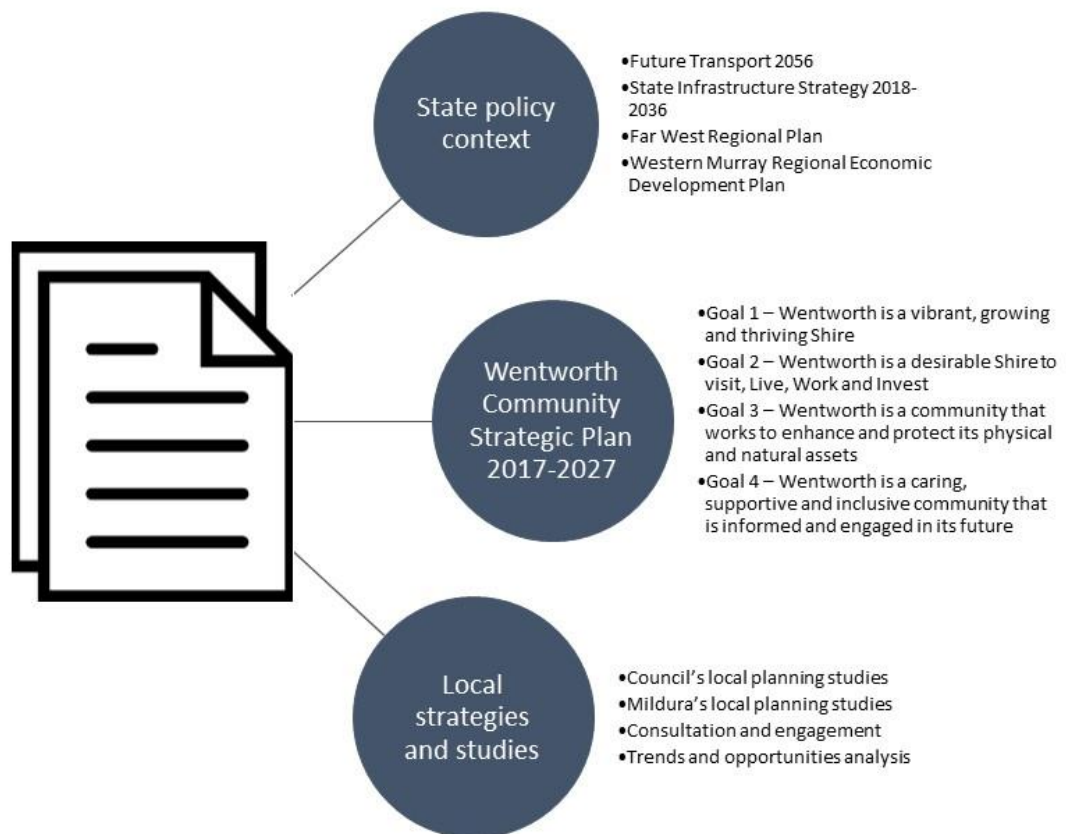 State policy
context
•Future Transport 2056
•State Infrastructure Strategy 2018-
2036
•Far West Regional Plan
•Western Murray Regional Economic
Development Plan
Wentworth
Community
Strategic Plan
2017-2027
•Goal 1 – Wentworth is a vibrant, growing
and thriving Shire
•Goal 2 – Wentworth is a desirable Shire to
visit, Live, Work and Invest
•Goal 3 – Wentworth is a community that
works to enhance and protect its physical
and natural assets
•Goal 4 – Wentworth is a caring,
supportive and inclusive community that
is informed and engaged in its future
Local
strategies
and studies
•Council's local planning studies
•Mildura's local planning studies
•Consultation and engagement
•Trends and opportunities analysis